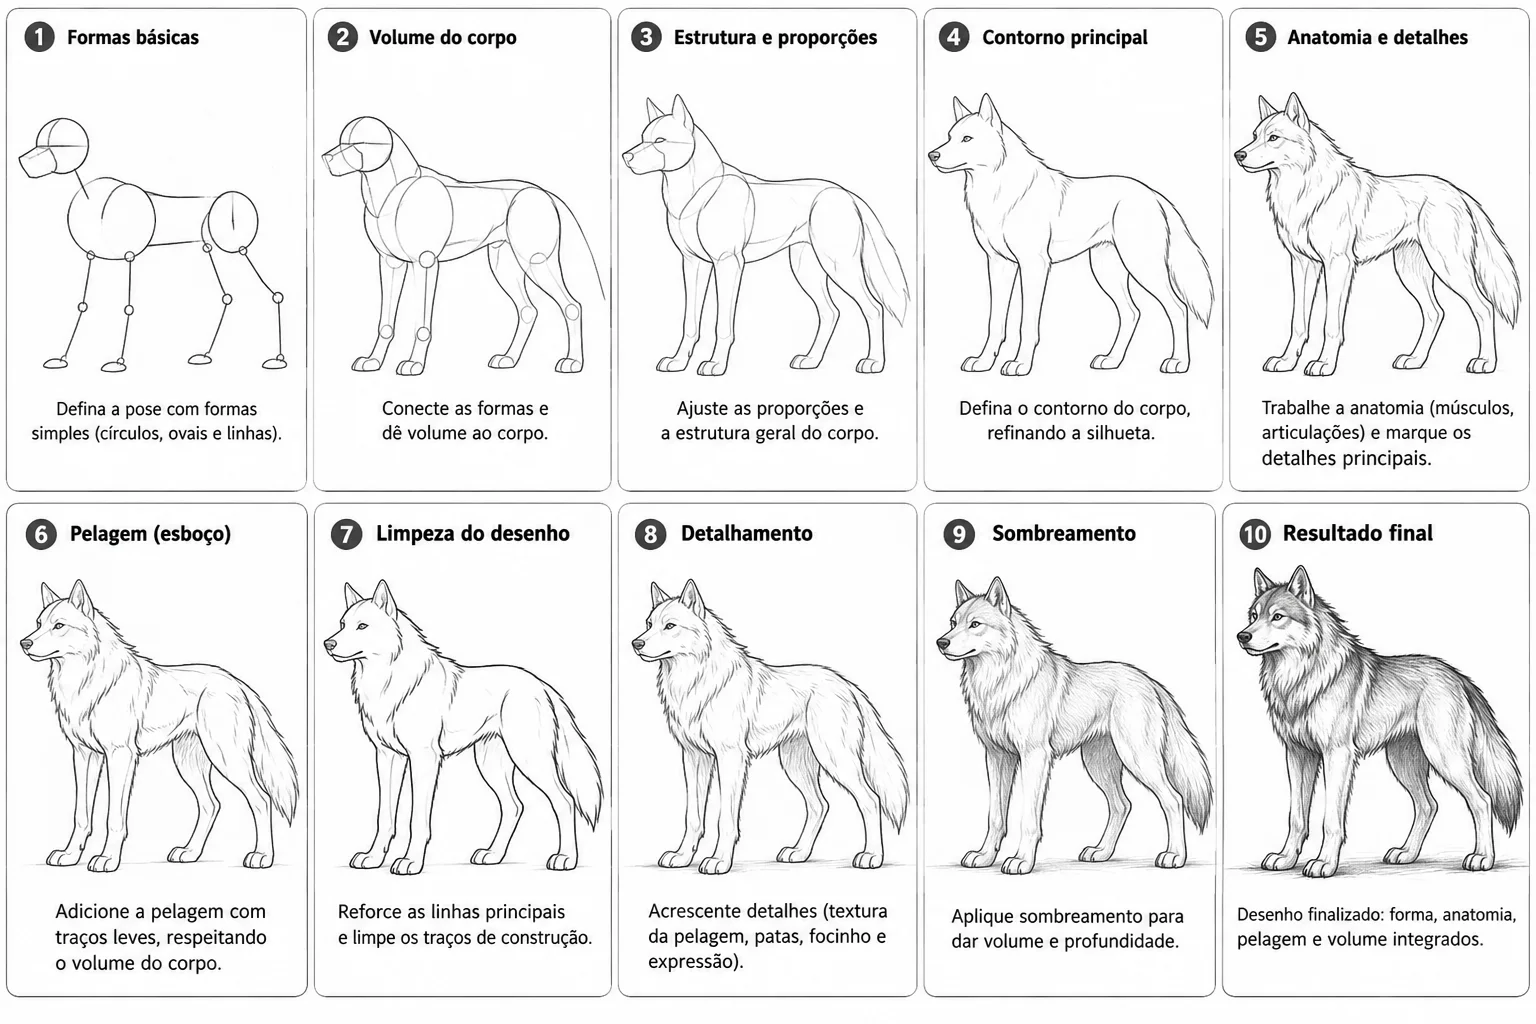 1 Formas básicas
Defina a pose com formas
simples (círculos, ovais e linhas).
2 Volume do corpo
Conecte as formas e
dê volume ao corpo.
3 Estrutura e proporções
Ajuste as proporções e
a estrutura geral do corpo.
4 Contorno principal
Defina o contorno do corpo,
refinando a silhueta.
5 Anatomia e detalhes
Trabalhe a anatomia (músculos,
articulações) e marque os
detalhes principais.
6 Pelagem (esboço)
Adicione a pelagem com
traços leves, respeitando
o volume do corpo.
7 Limpeza do desenho
Reforce as linhas principais
e limpe os traços de construção.
8 Detalhamento
Acrescente detalhes (textura
da pelagem, patas, focinho e
expressão).
9 Sombreamento
Aplique sombreamento para
dar volume e profundidade.
10 Resultado final
Desenho finalizado: forma, anatomia,
pelagem e volume integrados.